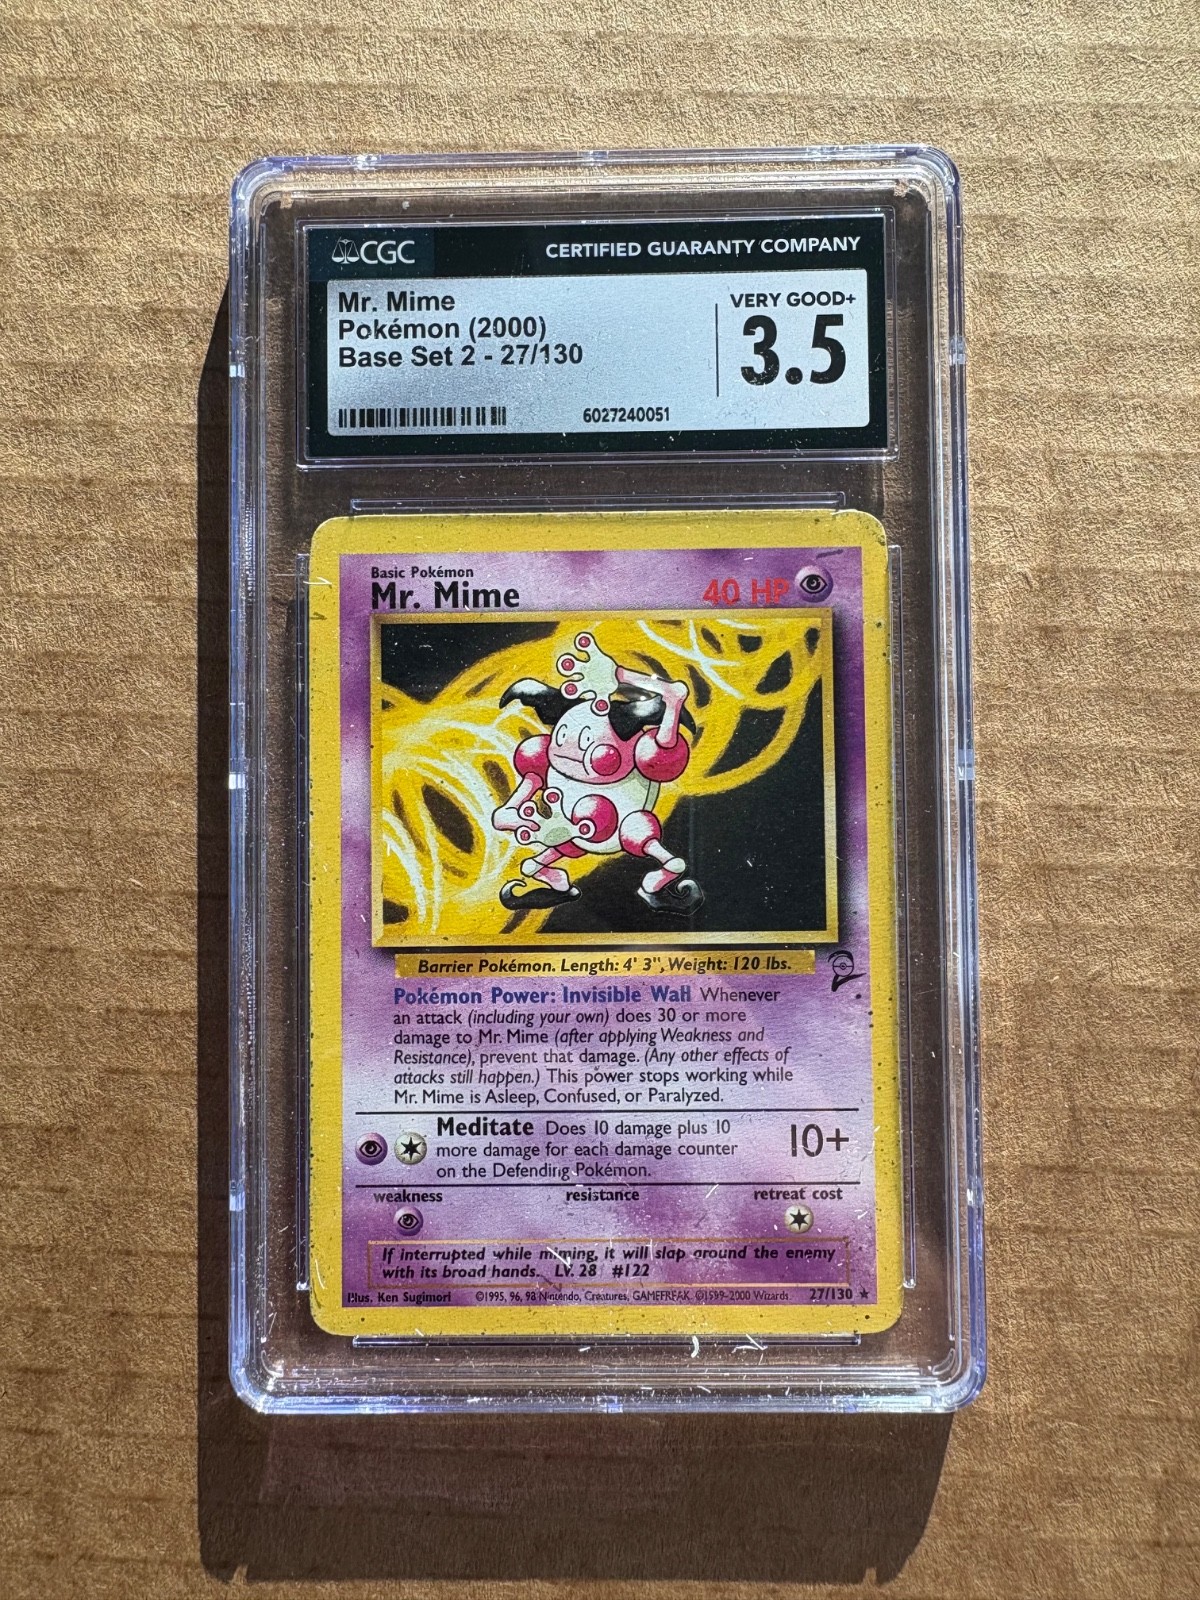 CGC
CERTIFIED GUARANTY COMPANY
Mr. Mime
Pokémon (2000)
Base Set 2 - 27/130
VERY GOOD+
3.5
6027240051
Basic Pokémon
Mr. Mime
40 HP
Barrier Pokémon. Length: 4' 3", Weight: 120 lbs.
Pokémon Power: Invisible Wall Whenever
an attack (including your own) does 30 or more
damage to Mr. Mime (after applying Weakness and
Resistance), prevent that damage. (Any other effects of
attacks still happen.) This power stops working while
Mr. Mime is Asleep, Confused, or Paralyzed.
Meditate Does 10 damage plus 10
more damage for each damage counter
on the Defending Pokémon.
10+
weakness
resistance
retreat cost
If interrupted while miming, it will slap around the enemy
with its broad hands. LV. 28 #122
Illus. Ken Sugimori
©1995, 96, 98 Nintendo, Creatures, GAMEFREAK. ©1999-2000 Wizards.
27/130 ★